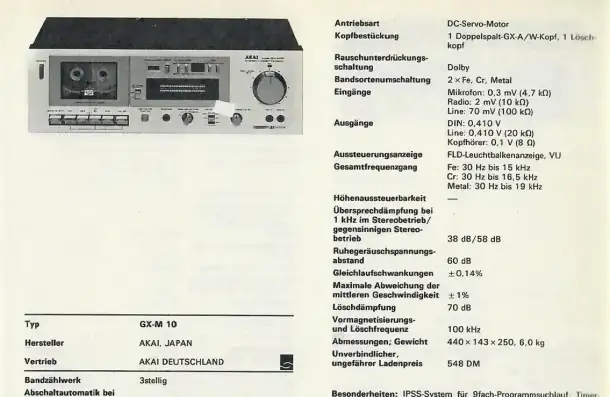 AKAI
Typ GX-M 10
Hersteller AKAI, JAPAN
Vertrieb AKAI DEUTSCHLAND
Bandzählwerk 3stellig
Abschaltautomatik bei
Antriebsart DC-Servo-Motor
Kopfbestückung 1 Doppelspalt-GX-A/W-Kopf, 1 Lösch-
kopf
Rauschunterdrückungs-
schaltung Dolby
Bandsortenumschaltung 2 × Fe, Cr, Metal
Eingänge Mikrofon: 0,3 mV (4,7 kΩ)
Radio: 2 mV (10 kΩ)
Line: 70 mV (100 kΩ)
Ausgänge DIN: 0,410 V
Line: 0,410 V (20 kΩ)
Kopfhörer: 0,1 V (8 Ω)
Aussteuerungsanzeige FLD-Leuchtbalkenanzeige, VU
Gesamtfrequenzgang Fe: 30 Hz bis 15 kHz
Cr: 30 Hz bis 16,5 kHz
Metal: 30 Hz bis 19 kHz
Höhenaussteuerbarkeit —
Übersprechdämpfung bei
1 kHz im Stereobetrieb/
gegensinnigen Stereo-
betrieb 38 dB/58 dB
Ruhegeräuschspannungs-
abstand 60 dB
Gleichlaufschwankungen ±0,14%
Maximale Abweichung der
mittleren Geschwindigkeit ±1%
Löschdämpfung 70 dB
Vormagnetisierungs-
und Löschfrequenz 100 kHz
Abmessungen; Gewicht 440 × 143 × 250, 6,0 kg
Unverbindlicher,
ungefährer Ladenpreis 548 DM
Besonderheiten: IPSS-System für 9fach-Programmsuchlauf, Timer,